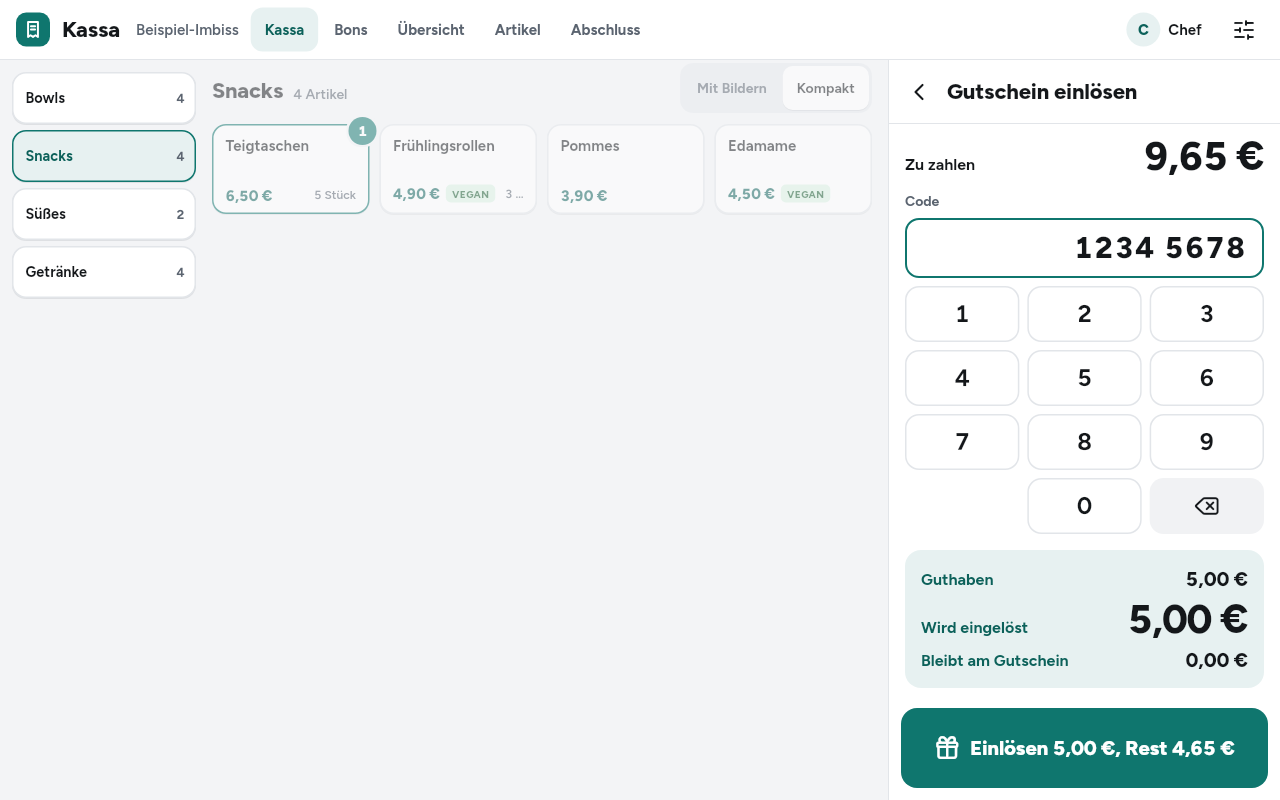 Kassa Beispiel-Imbiss Kassa Bons Übersicht Artikel Abschluss C Chef
Bowls 4
Snacks 4
Süßes 2
Getränke 4
Snacks 4 Artikel
Mit Bildern Kompakt
1
Teigtaschen
6,50 € 5 Stück
Frühlingsrollen
4,90 € VEGAN 3 ...
Pommes
3,90 €
Edamame
4,50 € VEGAN
Gutschein einlösen
Zu zahlen 9,65 €
Code
1234 5678
1 2 3
4 5 6
7 8 9
0
Guthaben 5,00 €
Wird eingelöst 5,00 €
Bleibt am Gutschein 0,00 €
Einlösen 5,00 €, Rest 4,65 €